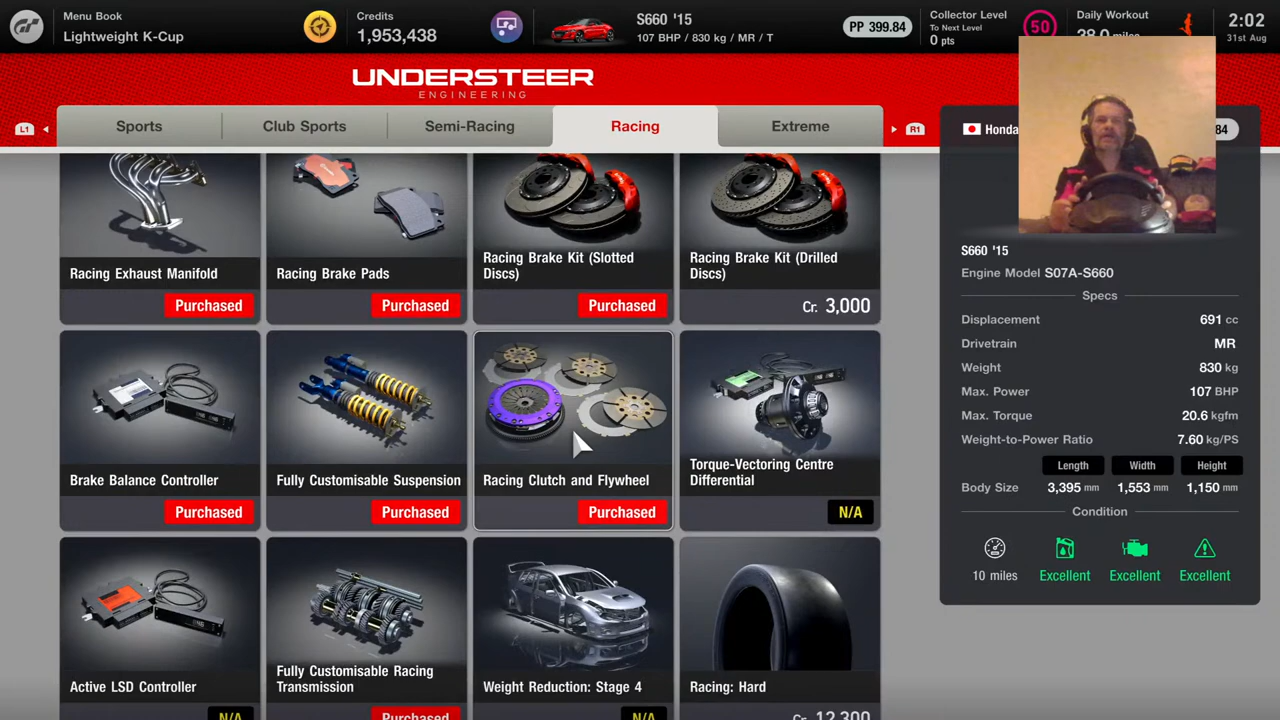 Menu Book
Lightweight K-Cup
Credits
1,953,438
S660 '15
107 BHP / 830 kg / MR / T
PP 399.84
Collector Level
To Next Level
0 pts
50
Daily Workout
2:02
31st Aug
UNDERSTEER
ENGINEERING
L1
Sports
Club Sports
Semi-Racing
Racing
Extreme
R1
Racing Exhaust Manifold
Purchased
Racing Brake Pads
Purchased
Racing Brake Kit (Slotted
Discs)
Purchased
Racing Brake Kit (Drilled
Discs)
Cr. 3,000
Brake Balance Controller
Purchased
Fully Customisable Suspension
Purchased
Racing Clutch and Flywheel
Purchased
Torque-Vectoring Centre
Differential
N/A
Active LSD Controller
N/A
Fully Customisable Racing
Transmission
Purchased
Weight Reduction: Stage 4
N/A
Racing: Hard
Cr. 12,300
Honda
84
S660 '15
Engine Model S07A-S660
Specs
Displacement 691 cc
Drivetrain MR
Weight 830 kg
Max. Power 107 BHP
Max. Torque 20.6 kgfm
Weight-to-Power Ratio 7.60 kg/PS
Length Width Height
Body Size 3,395 mm 1,553 mm 1,150 mm
Condition
10 miles Excellent Excellent Excellent